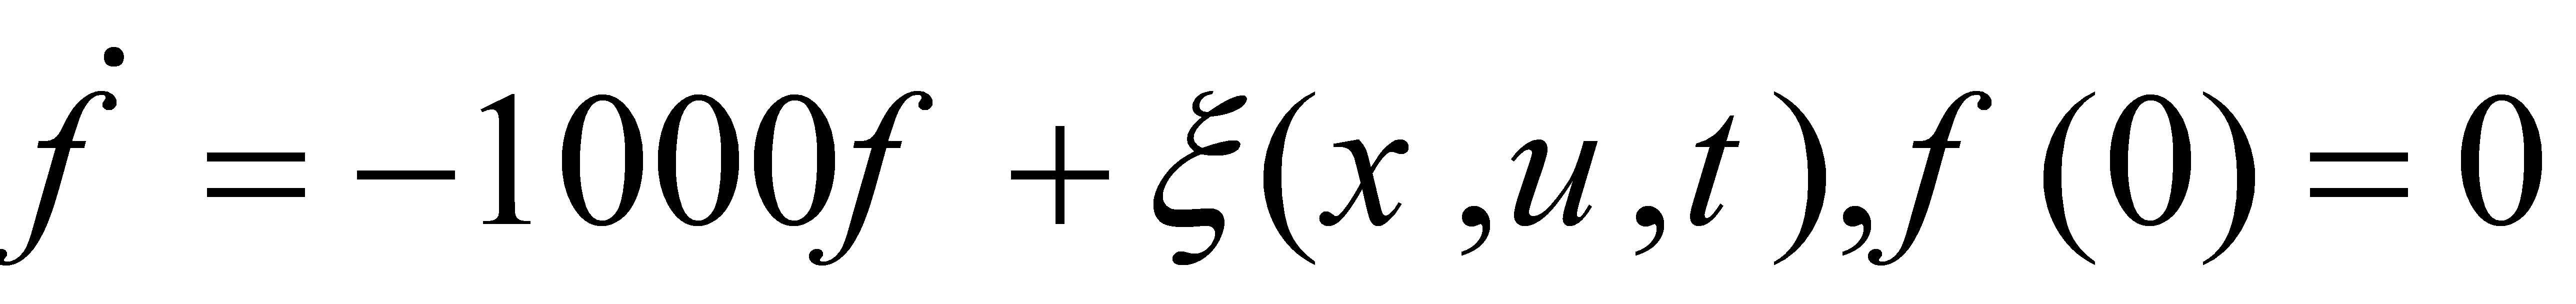 ḟ = −1000f + ξ(x,u,t),f(0) = 0